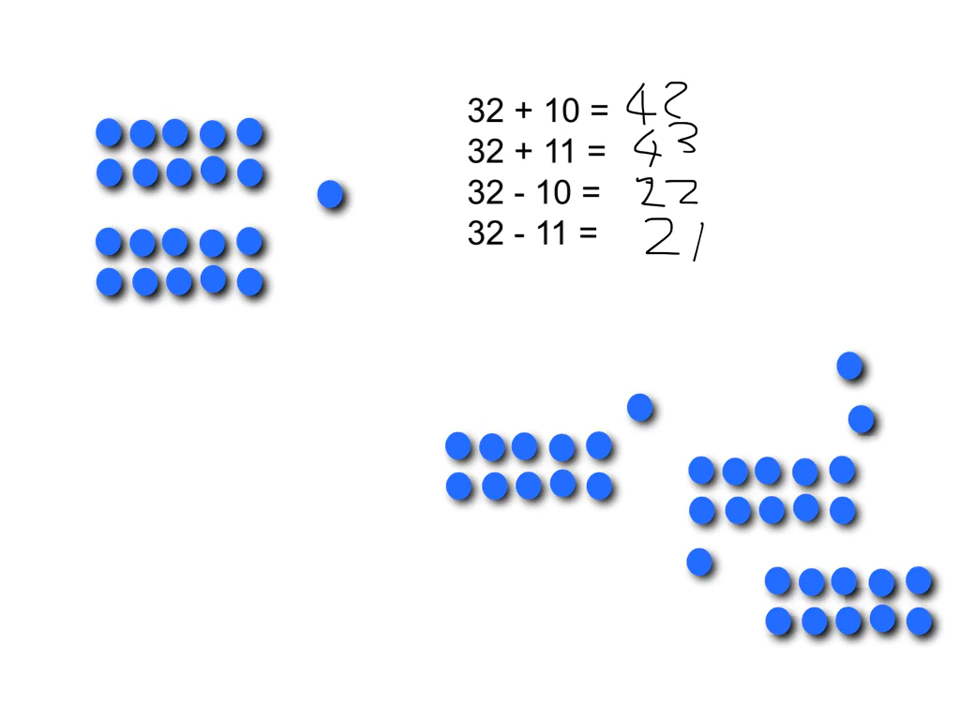 32 + 10 = 42
32 + 11 = 43
32 - 10 = 22
32 - 11 = 21